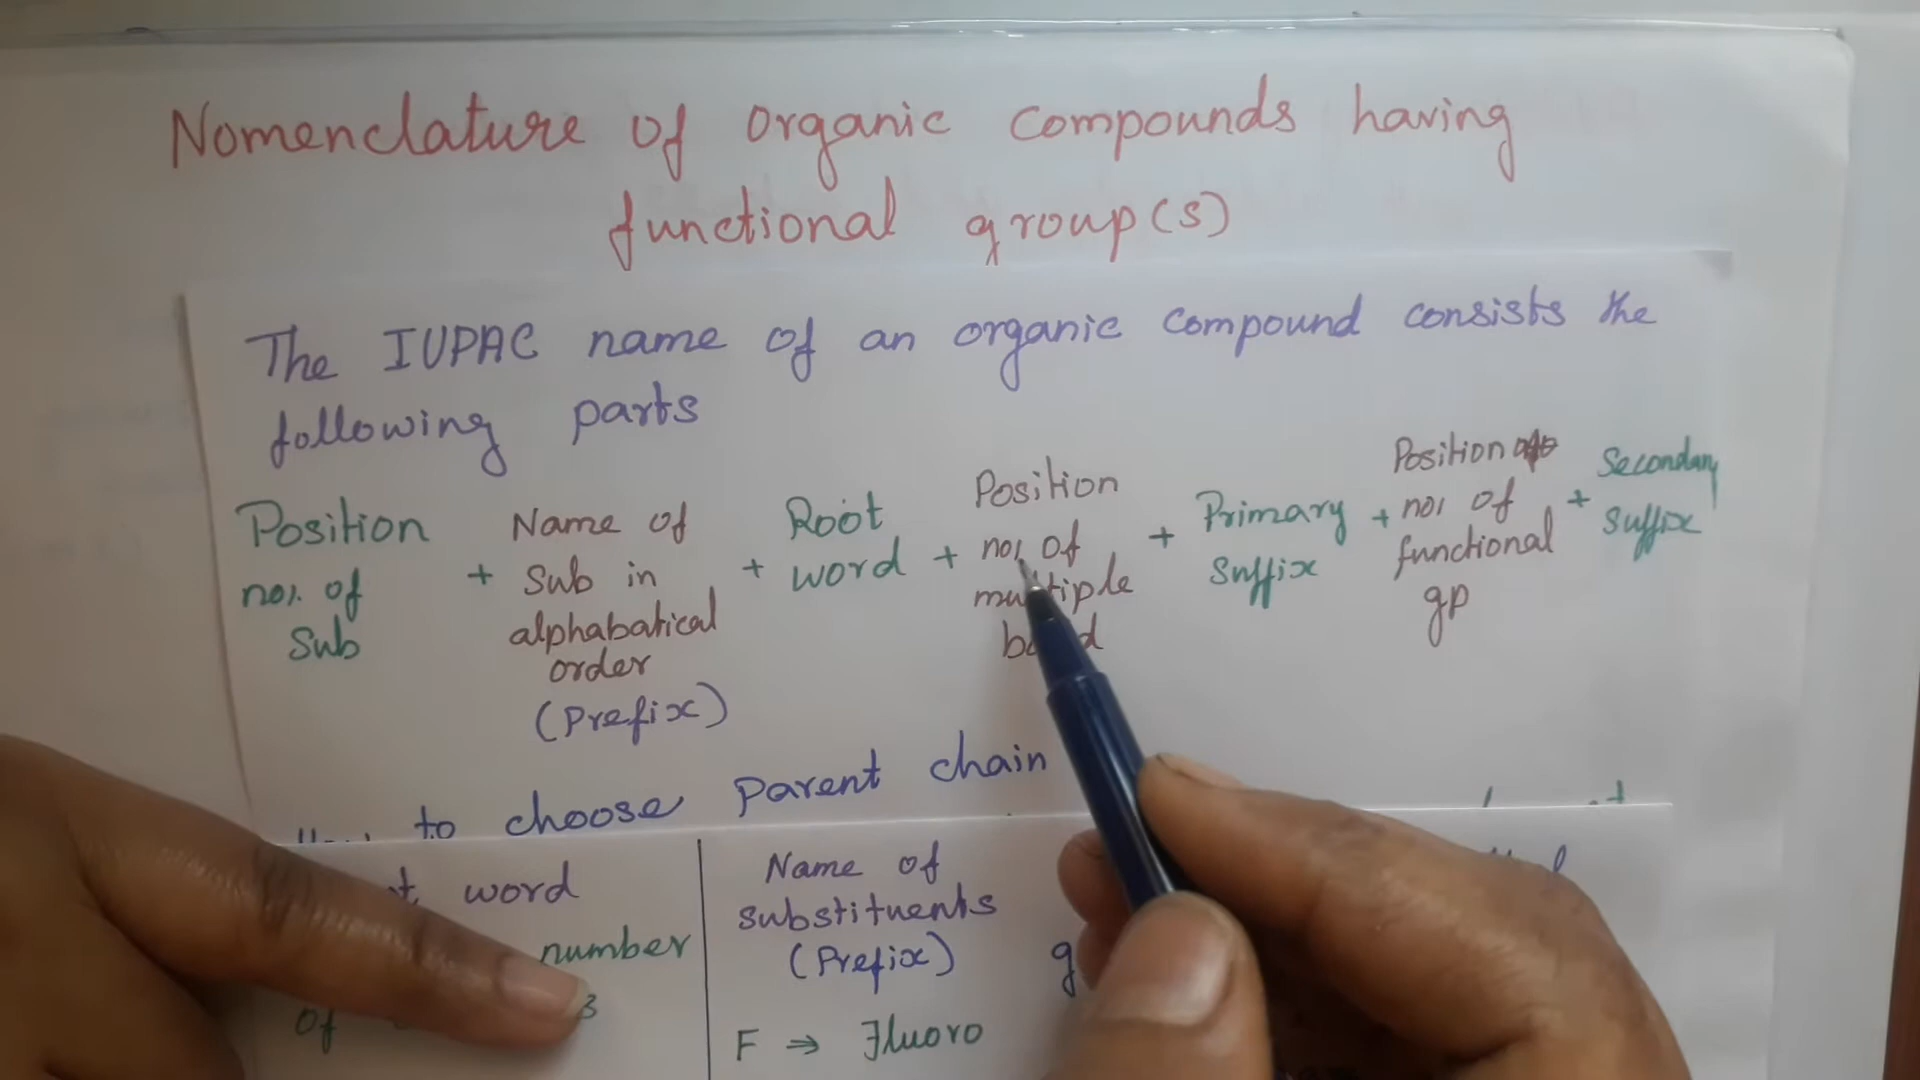 Nomenclature of organic compounds having
functional group(s)
The IUPAC name of an organic compound consists the
following parts
Position
no. of
Sub
+
Name of
Sub in
alphabatical
order
(Prefix)
+
Root
word
+
Position
no. of
multiple
+
Primary
Suffix
+
Position
no. of
functional
gp
+
Secondary
Suffix
to choose Parent chain
word
number
of
Name of
substituents
(Prefix)
F ⇒ Fluoro